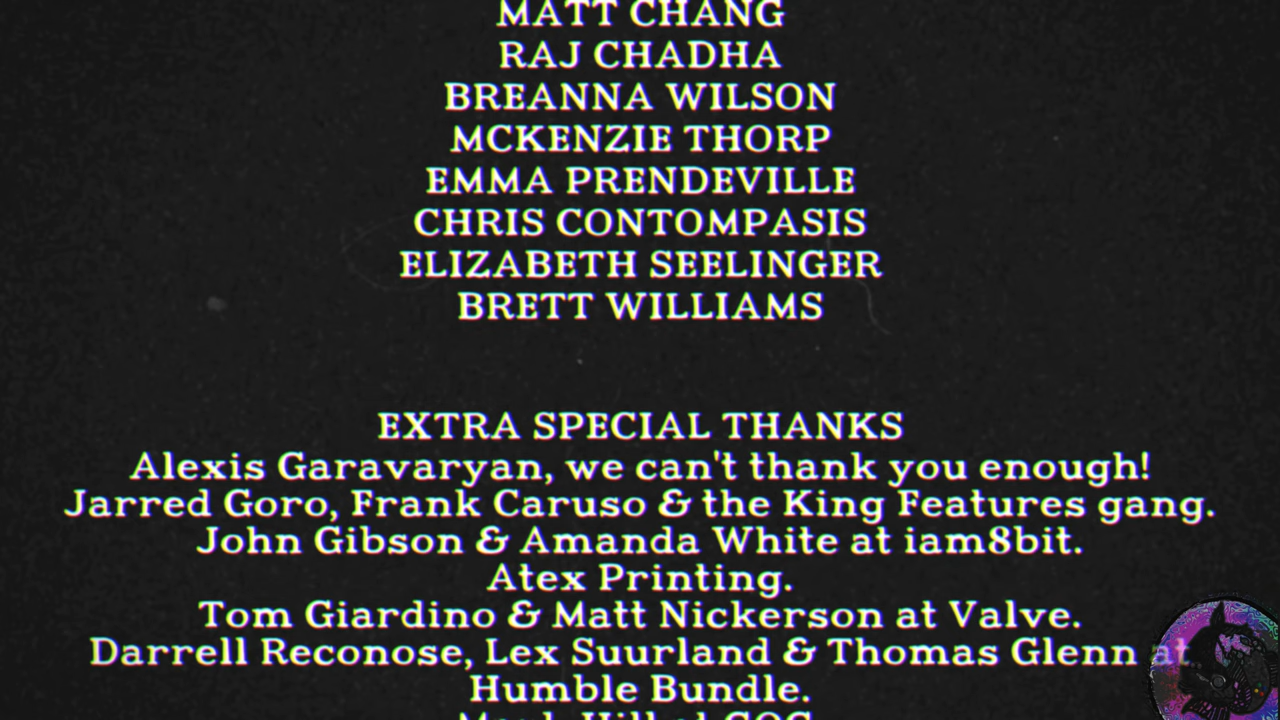 MATT CHANG
RAJ CHADHA
BREANNA WILSON
MCKENZIE THORP
EMMA PRENDEVILLE
CHRIS CONTOMPASIS
ELIZABETH SEELINGER
BRETT WILLIAMS
EXTRA SPECIAL THANKS
Alexis Garavaryan, we can't thank you enough!
Jarred Goro, Frank Caruso & the King Features gang.
John Gibson & Amanda White at iam8bit.
Atex Printing.
Tom Giardino & Matt Nickerson at Valve.
Darrell Reconose, Lex Suurland & Thomas Glenn at
Humble Bundle.